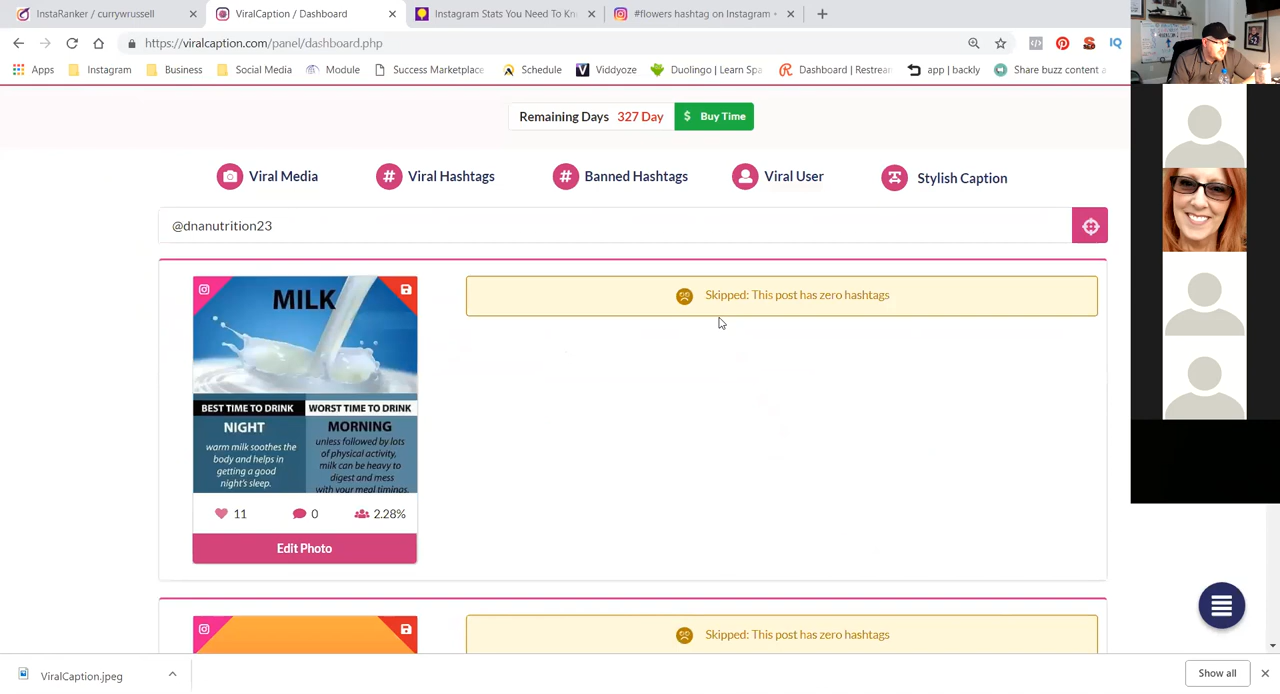 InstaRanker / currywrussell
ViralCaption / Dashboard
Instagram Stats You Need To Kn
#flowers hashtag on Instagram •
https://viralcaption.com/panel/dashboard.php
IQ
Apps
Instagram
Business
Social Media
Module
Success Marketplace
Schedule
Viddyoze
Duolingo | Learn Spa
Dashboard | Restrea
app | backly
Share buzz content a
Remaining Days 327 Day
$ Buy Time
Viral Media
# Viral Hashtags
# Banned Hashtags
Viral User
Stylish Caption
@dnanutrition23
MILK
BEST TIME TO DRINK
NIGHT
warm milk soothes the
body and helps in
getting a good
night's sleep.
WORST TIME TO DRINK
MORNING
unless followed by lots
of physical activity,
milk can be heavy to
digest and mess
with your meal timings.
11
0
2.28%
Edit Photo
Skipped: This post has zero hashtags
Skipped: This post has zero hashtags
ViralCaption.jpeg
Show all